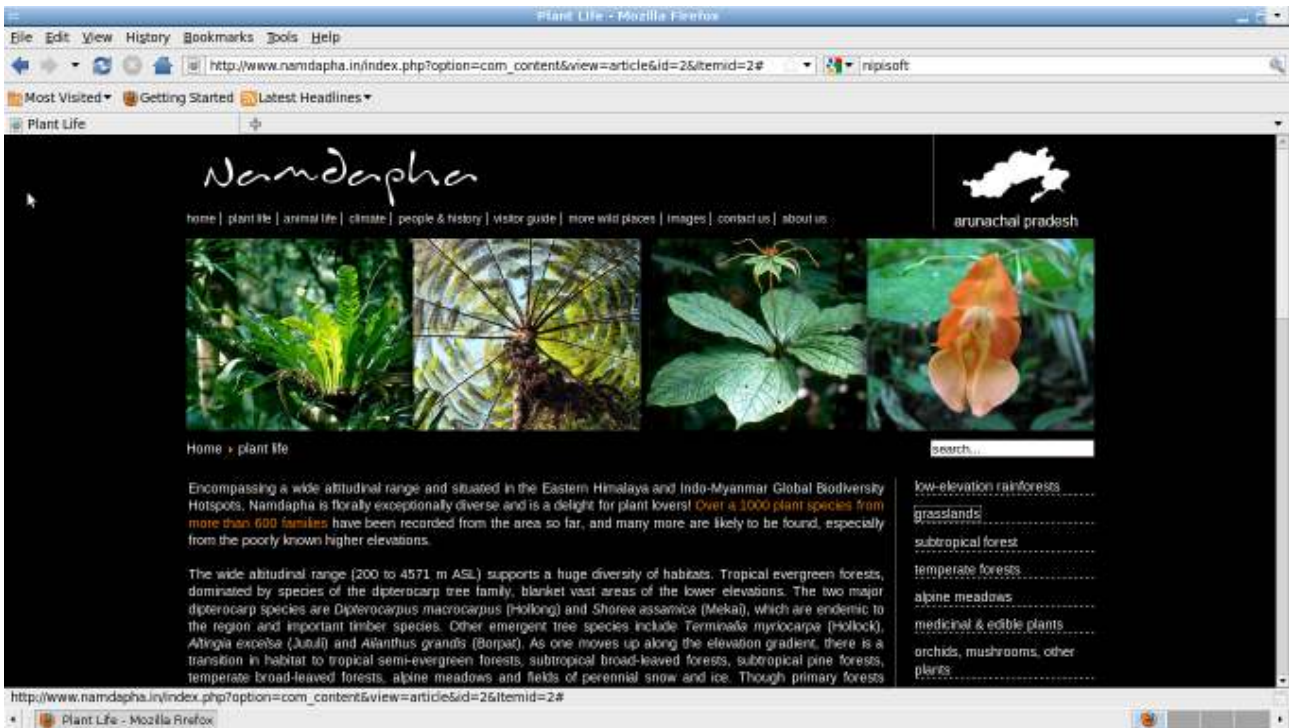 Plant Life - Mozilla Firefox
File Edit View History Bookmarks Tools Help
http://www.namdapha.in/index.php?option=com_content&view=article&id=2&Itemid=2#
nipisoft
Most Visited Getting Started Latest Headlines
Plant Life
Namdapha
home | plant life | animal life | climate | people & history | visitor guide | more wild places | images | contact us | about us
arunachal pradesh
Home plant life
search...
Encompassing a wide altitudinal range and situated in the Eastern Himalaya and Indo-Myanmar Global Biodiversity
Hotspots, Namdapha is florally exceptionally diverse and is a delight for plant lovers! Over a 1000 plant species from
more than 600 families have been recorded from the area so far, and many more are likely to be found, especially
from the poorly known higher elevations.
The wide altitudinal range (200 to 4571 m ASL) supports a huge diversity of habitats. Tropical evergreen forests,
dominated by species of the dipterocarp tree family, blanket vast areas of the lower elevations. The two major
dipterocarp species are Dipterocarpus macrocarpus (Hollong) and Shorea assamica (Mekai), which are endemic to
the region and important timber species. Other emergent tree species include Terminalia myriocarpa (Hollock),
Altingia excelsa (Jutuli) and Ailanthus grandis (Borpat). As one moves up along the elevation gradient, there is a
transition in habitat to tropical semi-evergreen forests, subtropical broad-leaved forests, subtropical pine forests,
temperate broad-leaved forests, alpine meadows and fields of perennial snow and ice. Though primary forests
low-elevation rainforests
grasslands
subtropical forest
temperate forests
alpine meadows
medicinal & edible plants
orchids, mushrooms, other
plants
http://www.namdapha.in/index.php?option=com_content&view=article&id=2&Itemid=2#
Plant Life - Mozilla Firefox